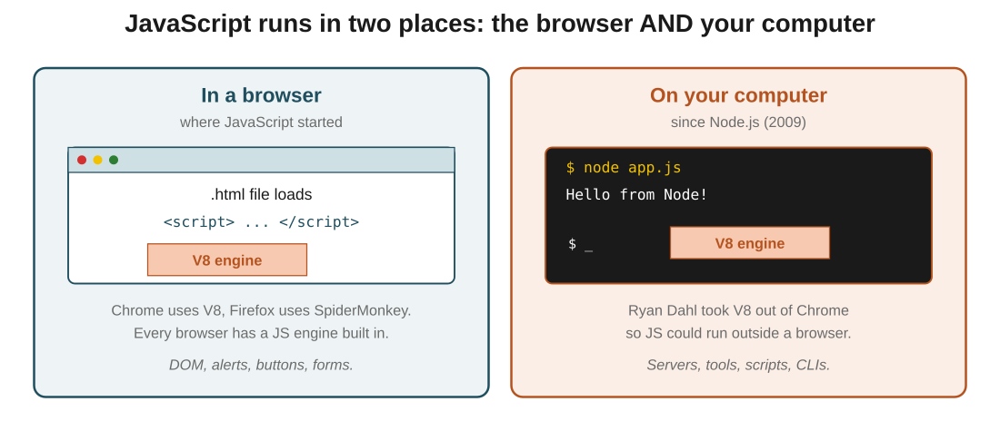 JavaScript runs in two places: the browser AND your computer
In a browser
where JavaScript started
.html file loads
<script> ... </script>
V8 engine
Chrome uses V8, Firefox uses SpiderMonkey.
Every browser has a JS engine built in.
DOM, alerts, buttons, forms.
On your computer
since Node.js (2009)
$ node app.js
Hello from Node!
$ _
V8 engine
Ryan Dahl took V8 out of Chrome
so JS could run outside a browser.
Servers, tools, scripts, CLIs.